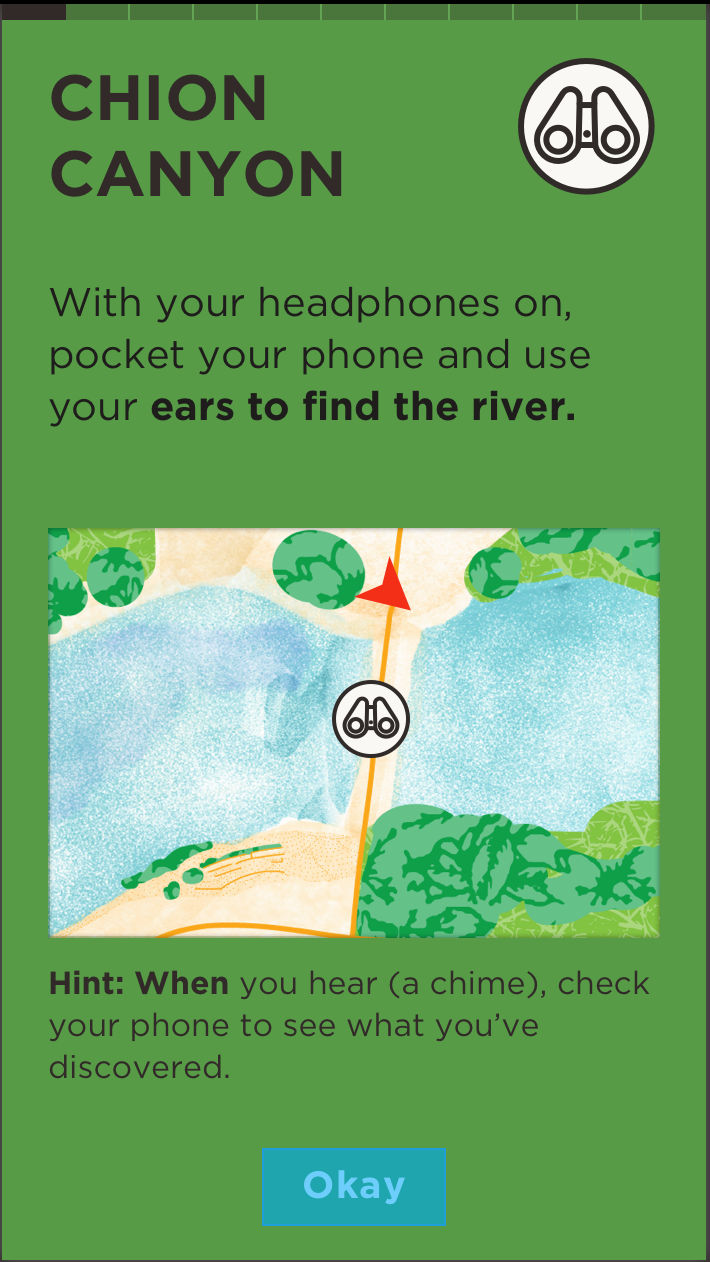 CHION
CANYON
With your headphones on,
pocket your phone and use
your ears to find the river.
Hint: When you hear (a chime), check
your phone to see what you’ve
discovered.
Okay